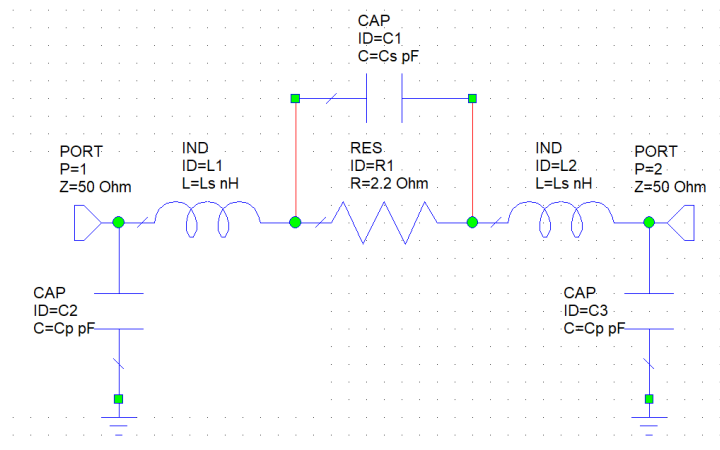 CAP
ID=C1
C=Cs pF
PORT
P=1
Z=50 Ohm
IND
ID=L1
L=Ls nH
RES
ID=R1
R=2.2 Ohm
IND
ID=L2
L=Ls nH
PORT
P=2
Z=50 Ohm
CAP
ID=C2
C=Cp pF
CAP
ID=C3
C=Cp pF